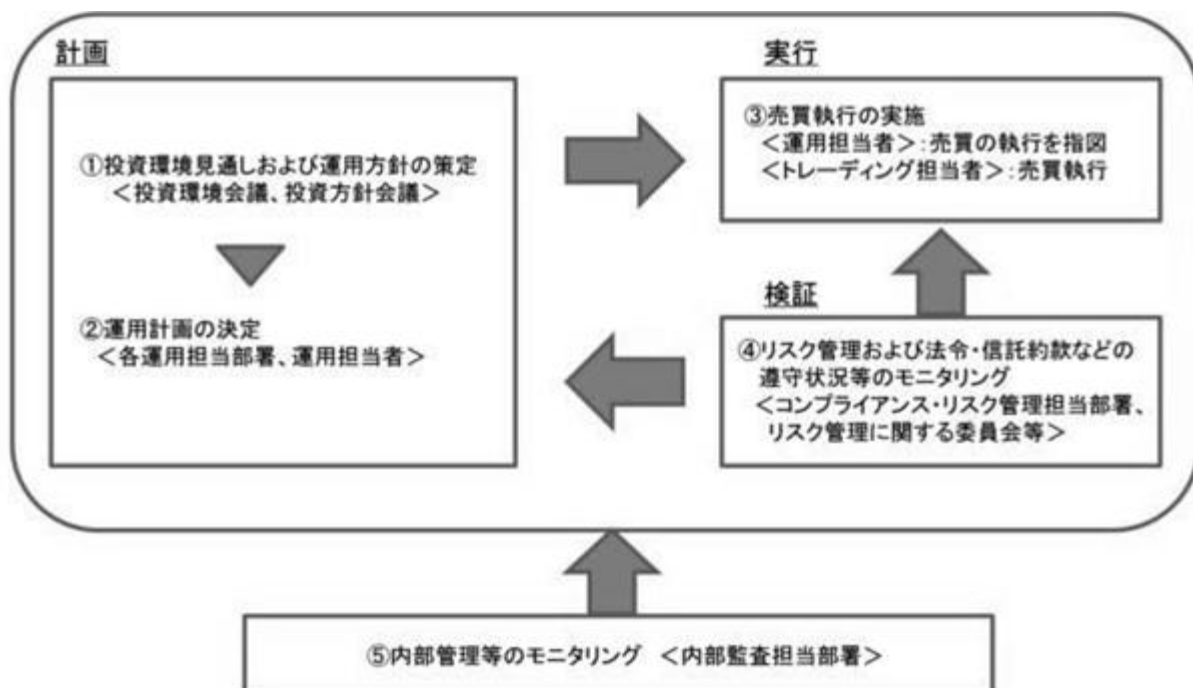 計画
①投資環境見通しおよび運用方針の策定
＜投資環境会議、投資方針会議＞
②運用計画の決定
＜各運用担当部署、運用担当者＞
実行
③売買執行の実施
＜運用担当者＞：売買の執行を指図
＜トレーディング担当者＞：売買執行
検証
④リスク管理および法令・信託約款などの
遵守状況等のモニタリング
＜コンプライアンス・リスク管理担当部署、
リスク管理に関する委員会等＞
⑤内部管理等のモニタリング　＜内部監査担当部署＞